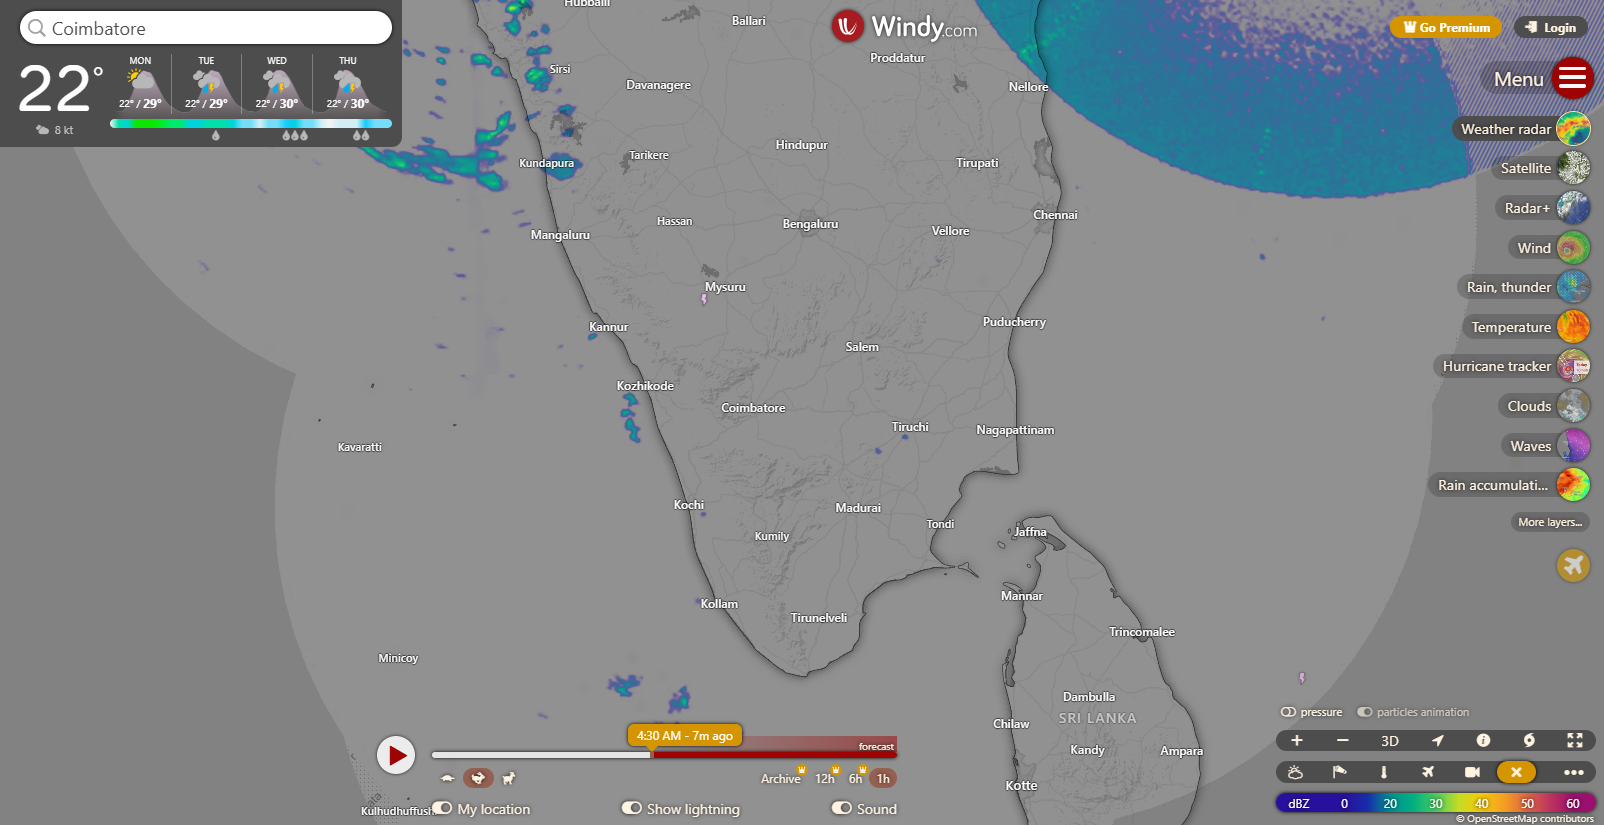 Coimbatore
22°
8 kt
MON
22° / 29°
TUE
22° / 29°
WED
22° / 30°
THU
22° / 30°
Windy.com
Go Premium
Login
Menu
Weather radar
Satellite
Radar+
Wind
Rain, thunder
Temperature
Hurricane tracker
Clouds
Waves
Rain accumulati...
More layers...
Hubballi
Ballari
Proddatur
Sirsi
Davanagere
Nellore
Hindupur
Tarikere
Kundapura
Tirupati
Chennai
Hassan
Bengaluru
Vellore
Mangaluru
Mysuru
Puducherry
Kannur
Salem
Kozhikode
Coimbatore
Tiruchi
Nagapattinam
Kavaratti
Kochi
Madurai
Tondi
Jaffna
Kumily
Mannar
Kollam
Tirunelveli
Trincomalee
Minicoy
Dambulla
SRI LANKA
Chilaw
Kandy
Ampara
Kotte
Kulhudhuffush
4:30 AM - 7m ago
forecast
Archive
12h
6h
1h
My location
Show lightning
Sound
pressure
particles animation
+
−
3D
dBZ 0 20 30 40 50 60
© OpenStreetMap contributors